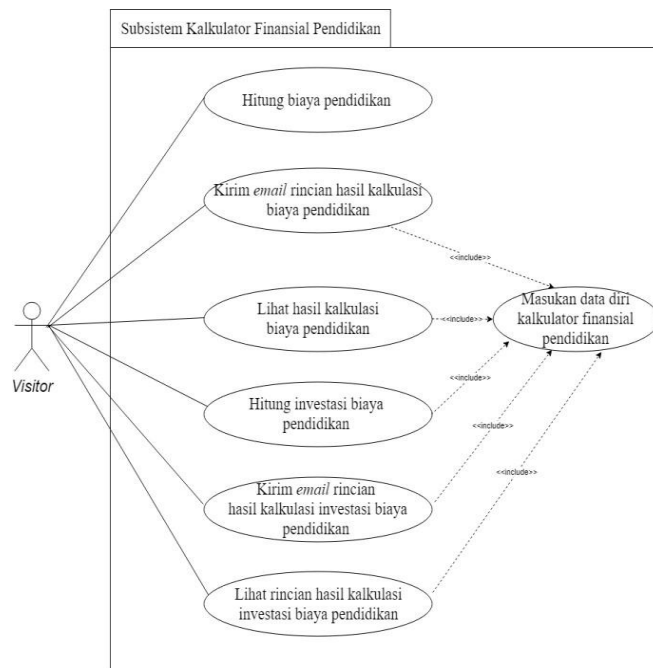 Subsistem Kalkulator Finansial Pendidikan
Hitung biaya pendidikan
Kirim email rincian hasil kalkulasi
biaya pendidikan
<<include>>
Lihat hasil kalkulasi
biaya pendidikan
<<include>>
Masukan data diri
kalkulator finansial
pendidikan
Visitor
Hitung investasi biaya
pendidikan
<<include>>
Kirim email rincian
hasil kalkulasi investasi biaya
pendidikan
<<include>>
Lihat rincian hasil kalkulasi
investasi biaya pendidikan
<<include>>